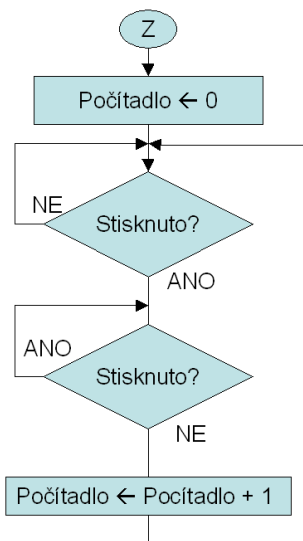 Z
Počítadlo ← 0
NE
Stisknuto?
ANO
ANO
Stisknuto?
NE
Počítadlo ← Pocítadlo + 1